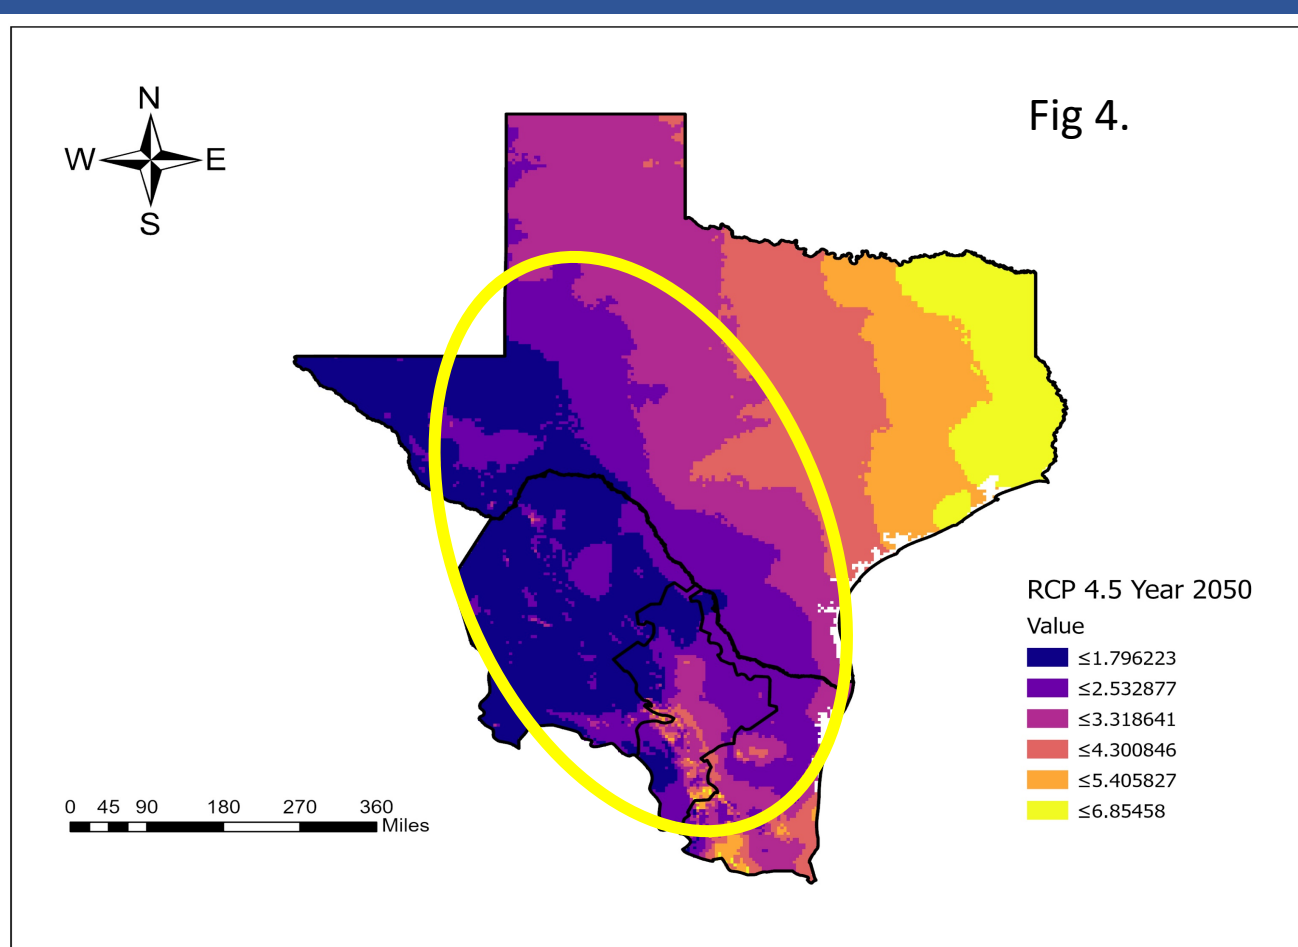 N
W E
S
Fig 4.
RCP 4.5 Year 2050
Value
≤1.796223
≤2.532877
≤3.318641
≤4.300846
≤5.405827
≤6.85458
0 45 90 180 270 360
Miles